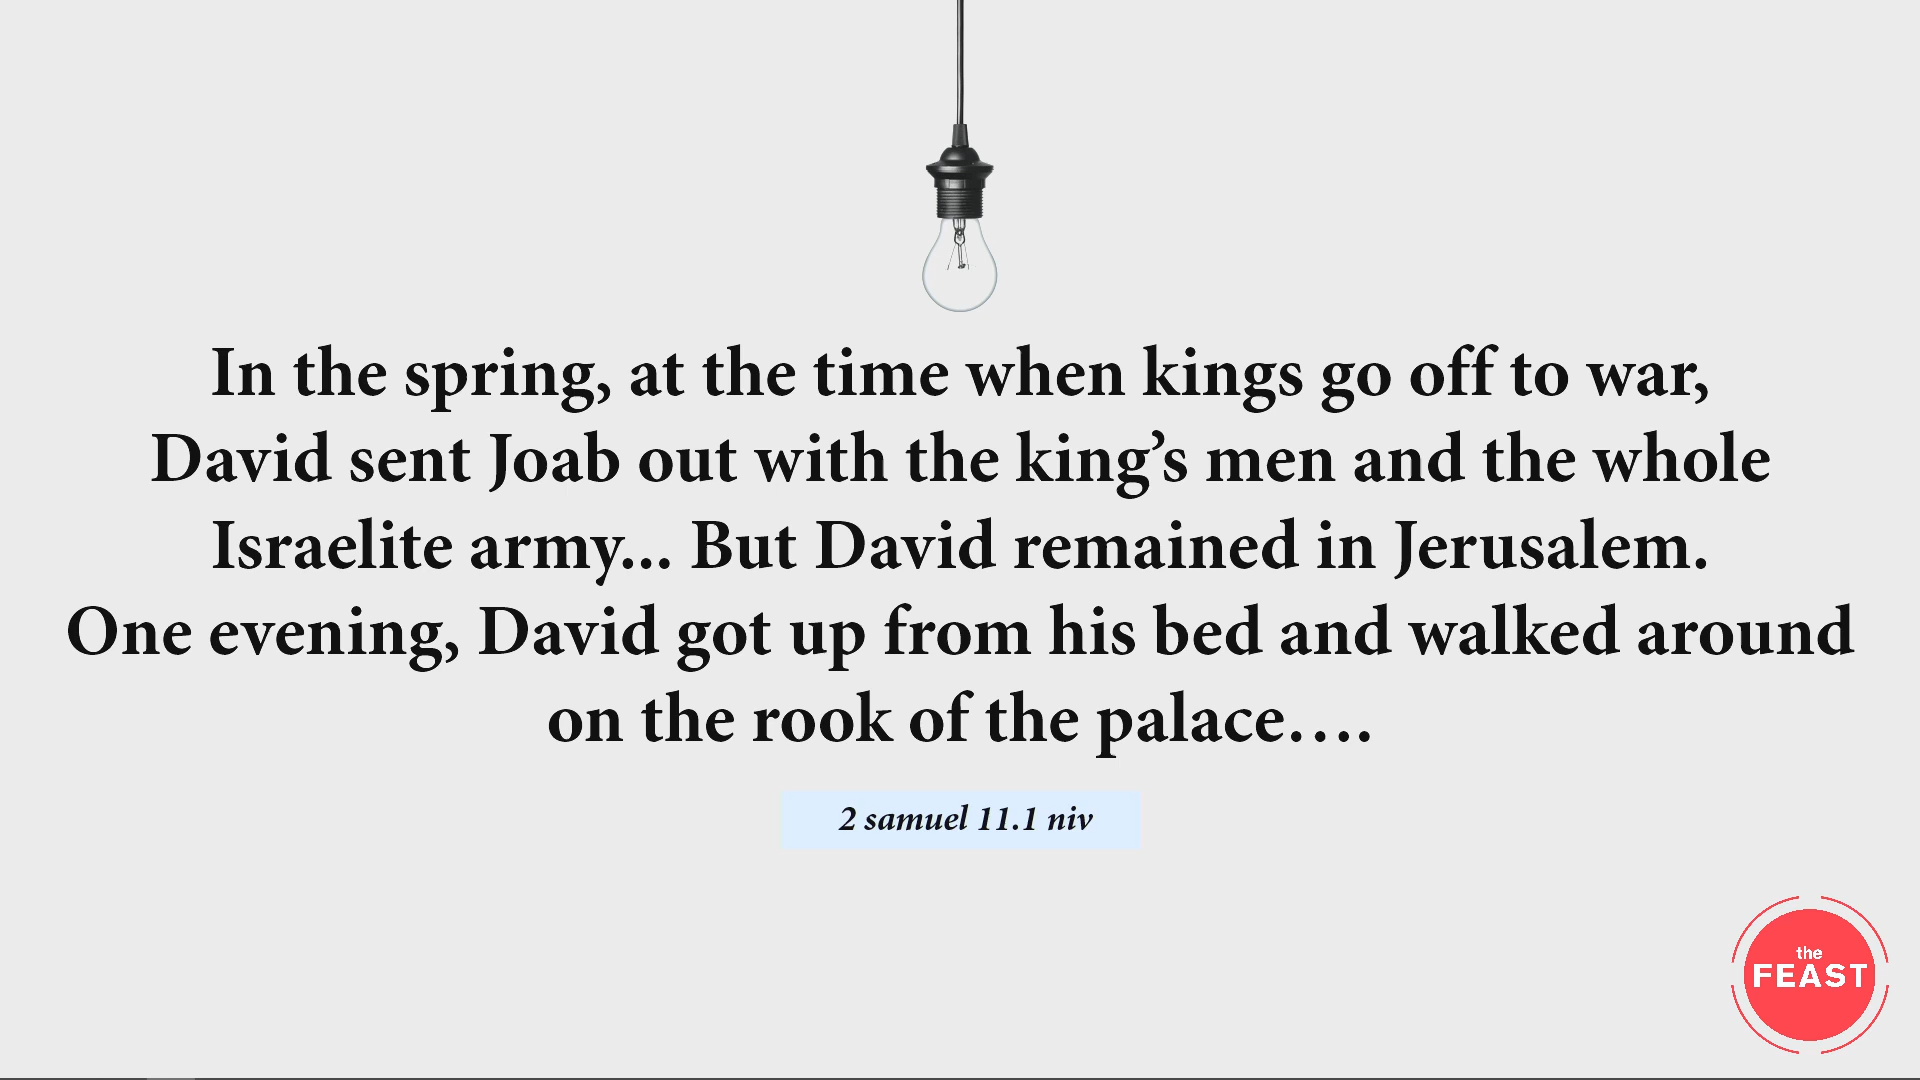 In the spring, at the time when kings go off to war,
David sent Joab out with the king’s men and the whole
Israelite army... But David remained in Jerusalem.
One evening, David got up from his bed and walked around
on the rook of the palace….
2 samuel 11.1 niv
the
FEAST